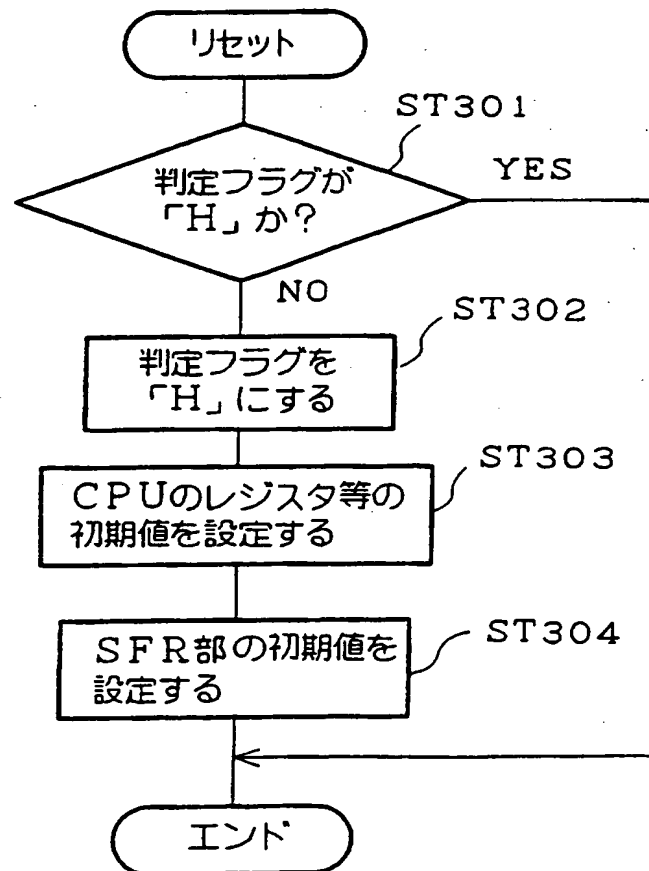 リセット
ST301
判定フラグが
「H」か?
YES
NO
ST302
判定フラグを
「H」にする
ST303
CPUのレジスタ等の
初期値を設定する
ST304
SFR部の初期値を
設定する
エンド